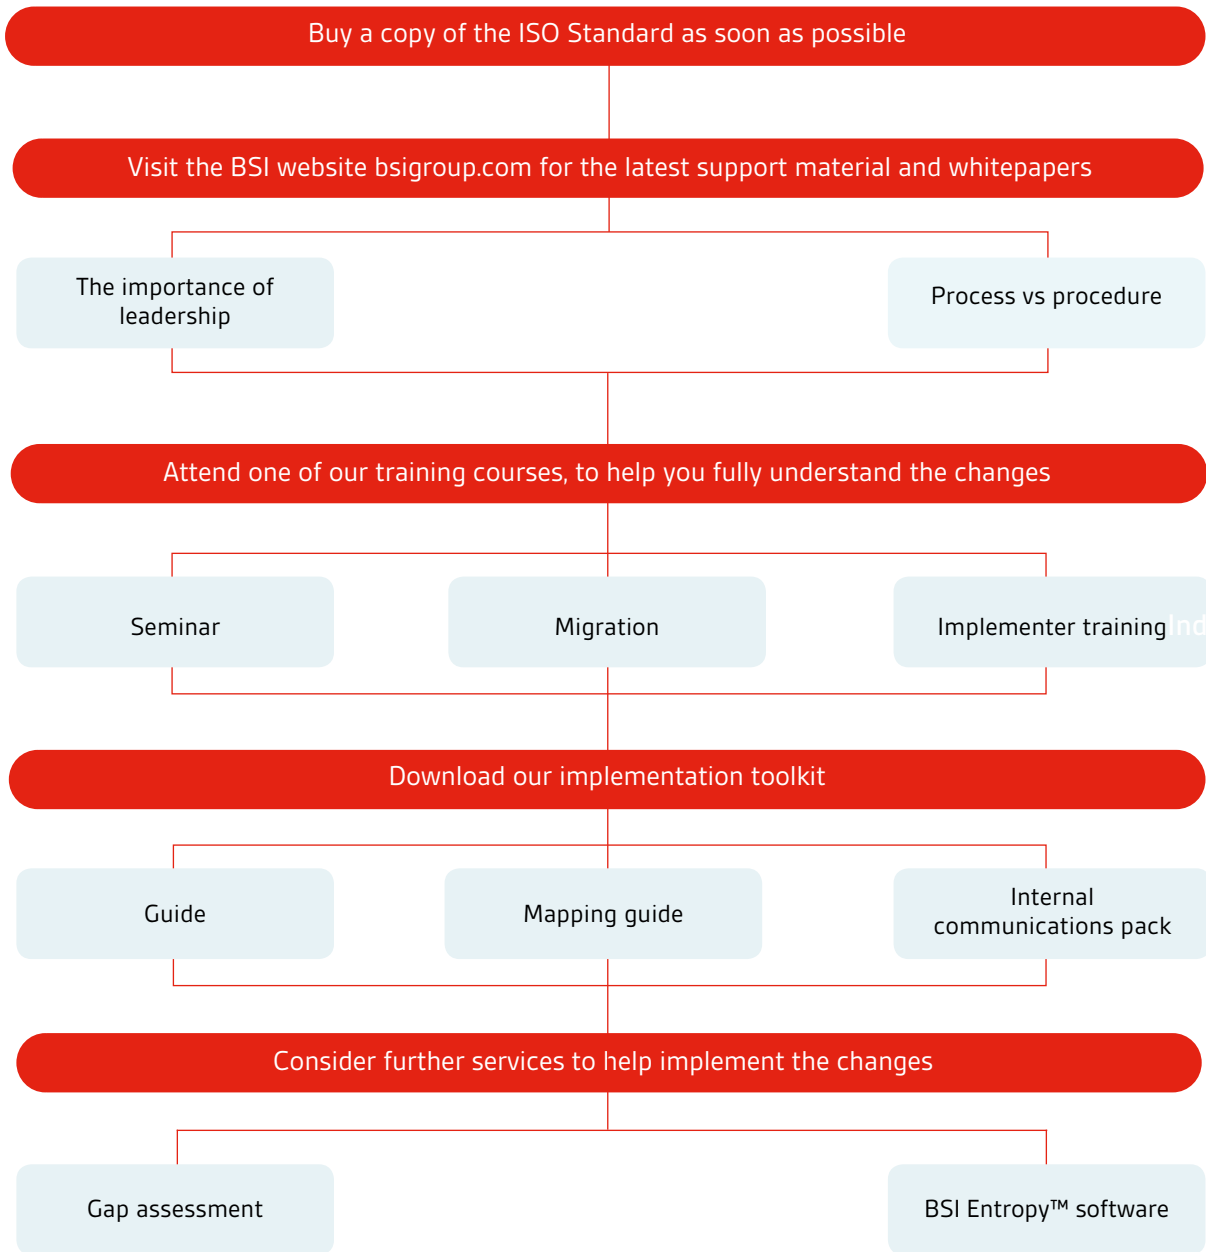 Buy a copy of the ISO Standard as soon as possible
Visit the BSI website bsigroup.com for the latest support material and whitepapers
The importance of
leadership
Process vs procedure
Attend one of our training courses, to help you fully understand the changes
Seminar
Migration
Implementer training
Download our implementation toolkit
Guide
Mapping guide
Internal
communications pack
Consider further services to help implement the changes
Gap assessment
BSI Entropy™ software